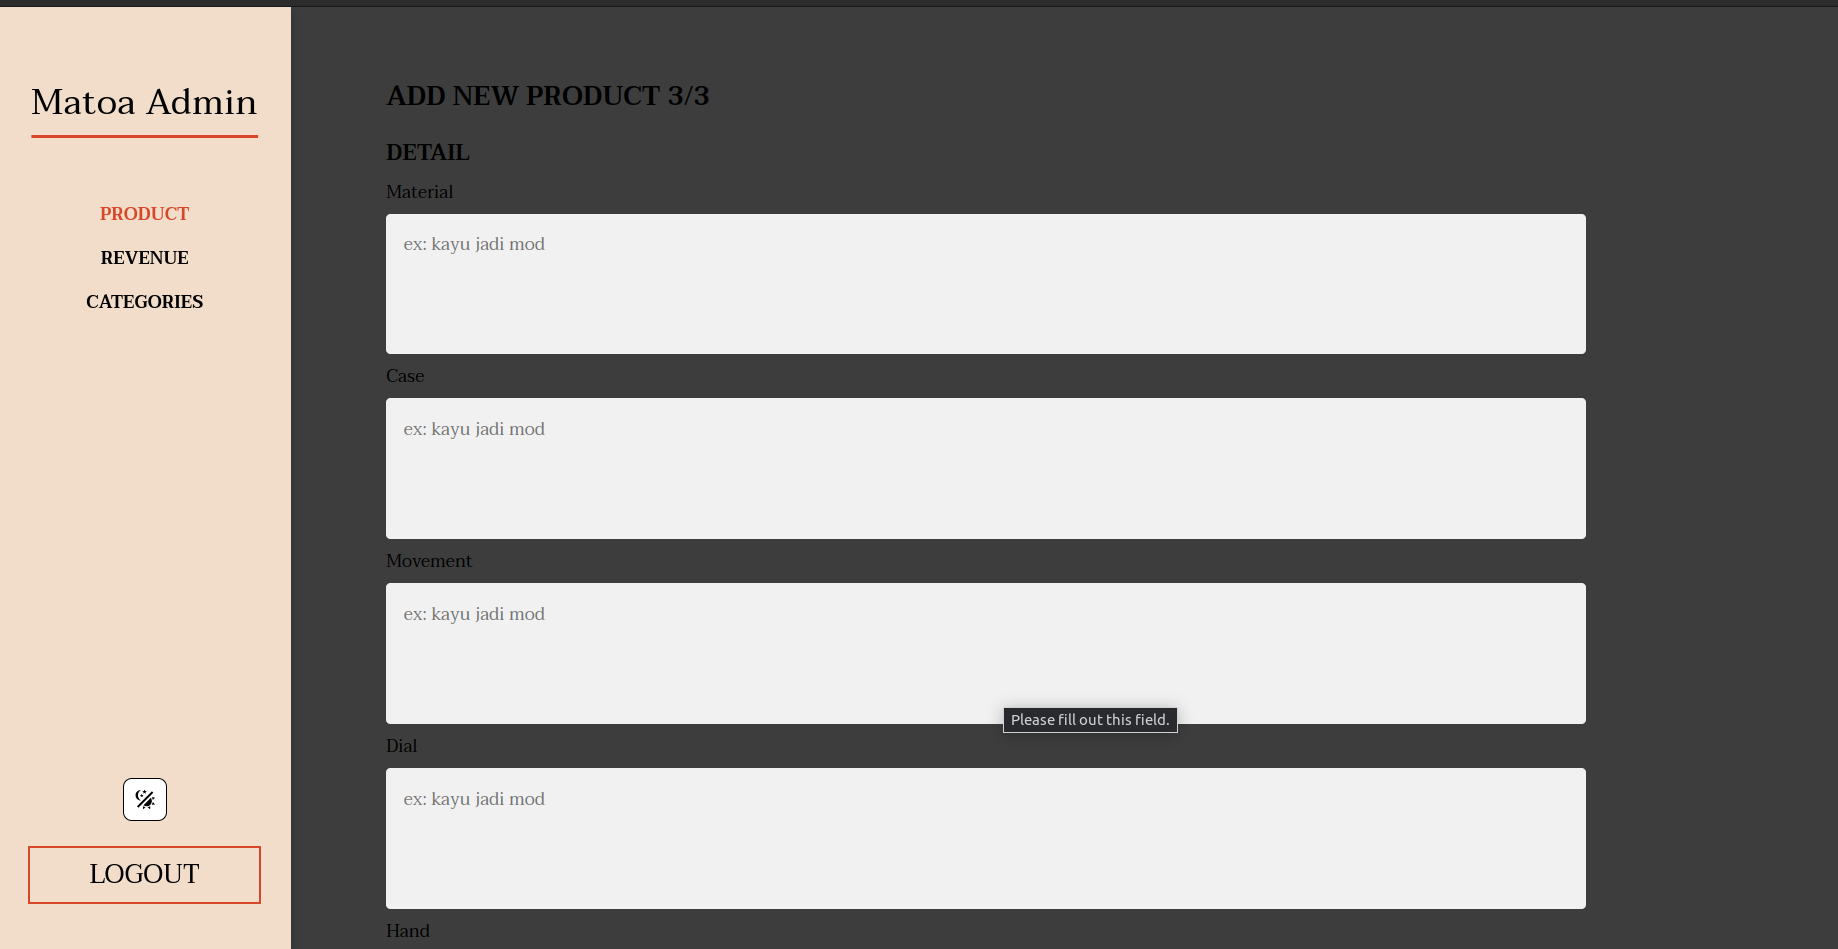 Matoa Admin
PRODUCT
REVENUE
CATEGORIES
LOGOUT
ADD NEW PRODUCT 3/3
DETAIL
Material
ex: kayu jadi mod
Case
ex: kayu jadi mod
Movement
ex: kayu jadi mod
Please fill out this field.
Dial
ex: kayu jadi mod
Hand